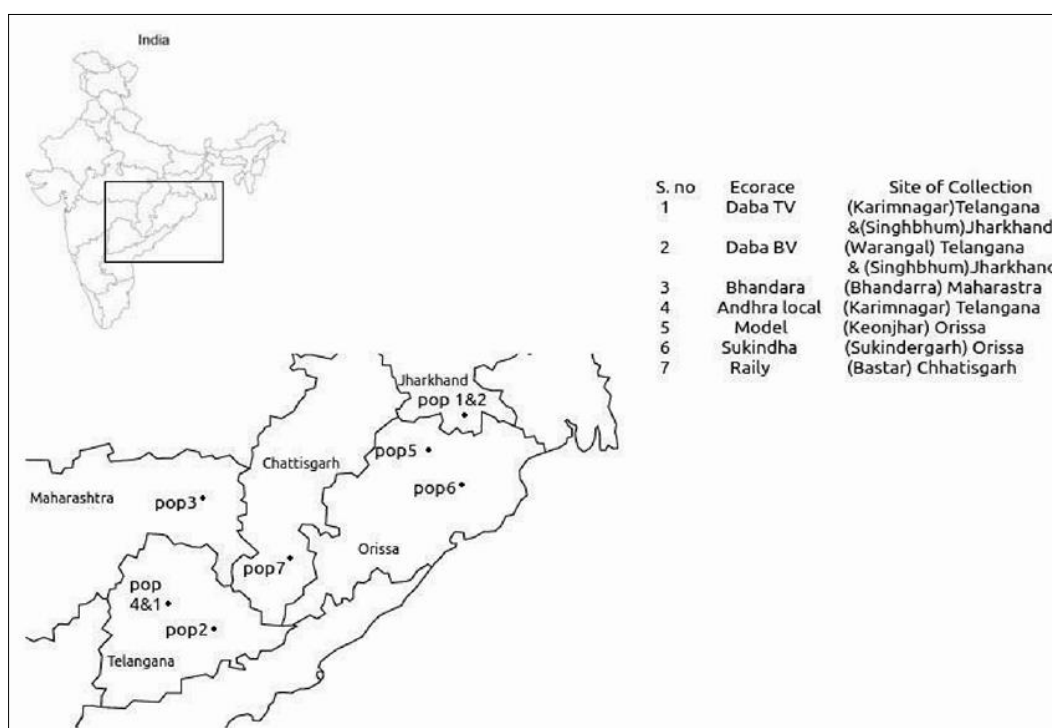 India
S. no Ecorace Site of Collection
1 Daba TV (Karimnagar)Telangana
&(Singhbhum)Jharkhand
2 Daba BV (Warangal) Telangana
& (Singhbhum)Jharkhand
3 Bhandara (Bhandarra) Maharastra
4 Andhra local (Karimnagar) Telangana
5 Model (Keonjhar) Orissa
6 Sukindha (Sukindergarh) Orissa
7 Raily (Bastar) Chhatisgarh
Jharkhand
pop 1&2
pop5
Chattisgarh
pop6
Maharashtra
pop3
Orissa
pop7
pop
4&1
pop2
Telangana